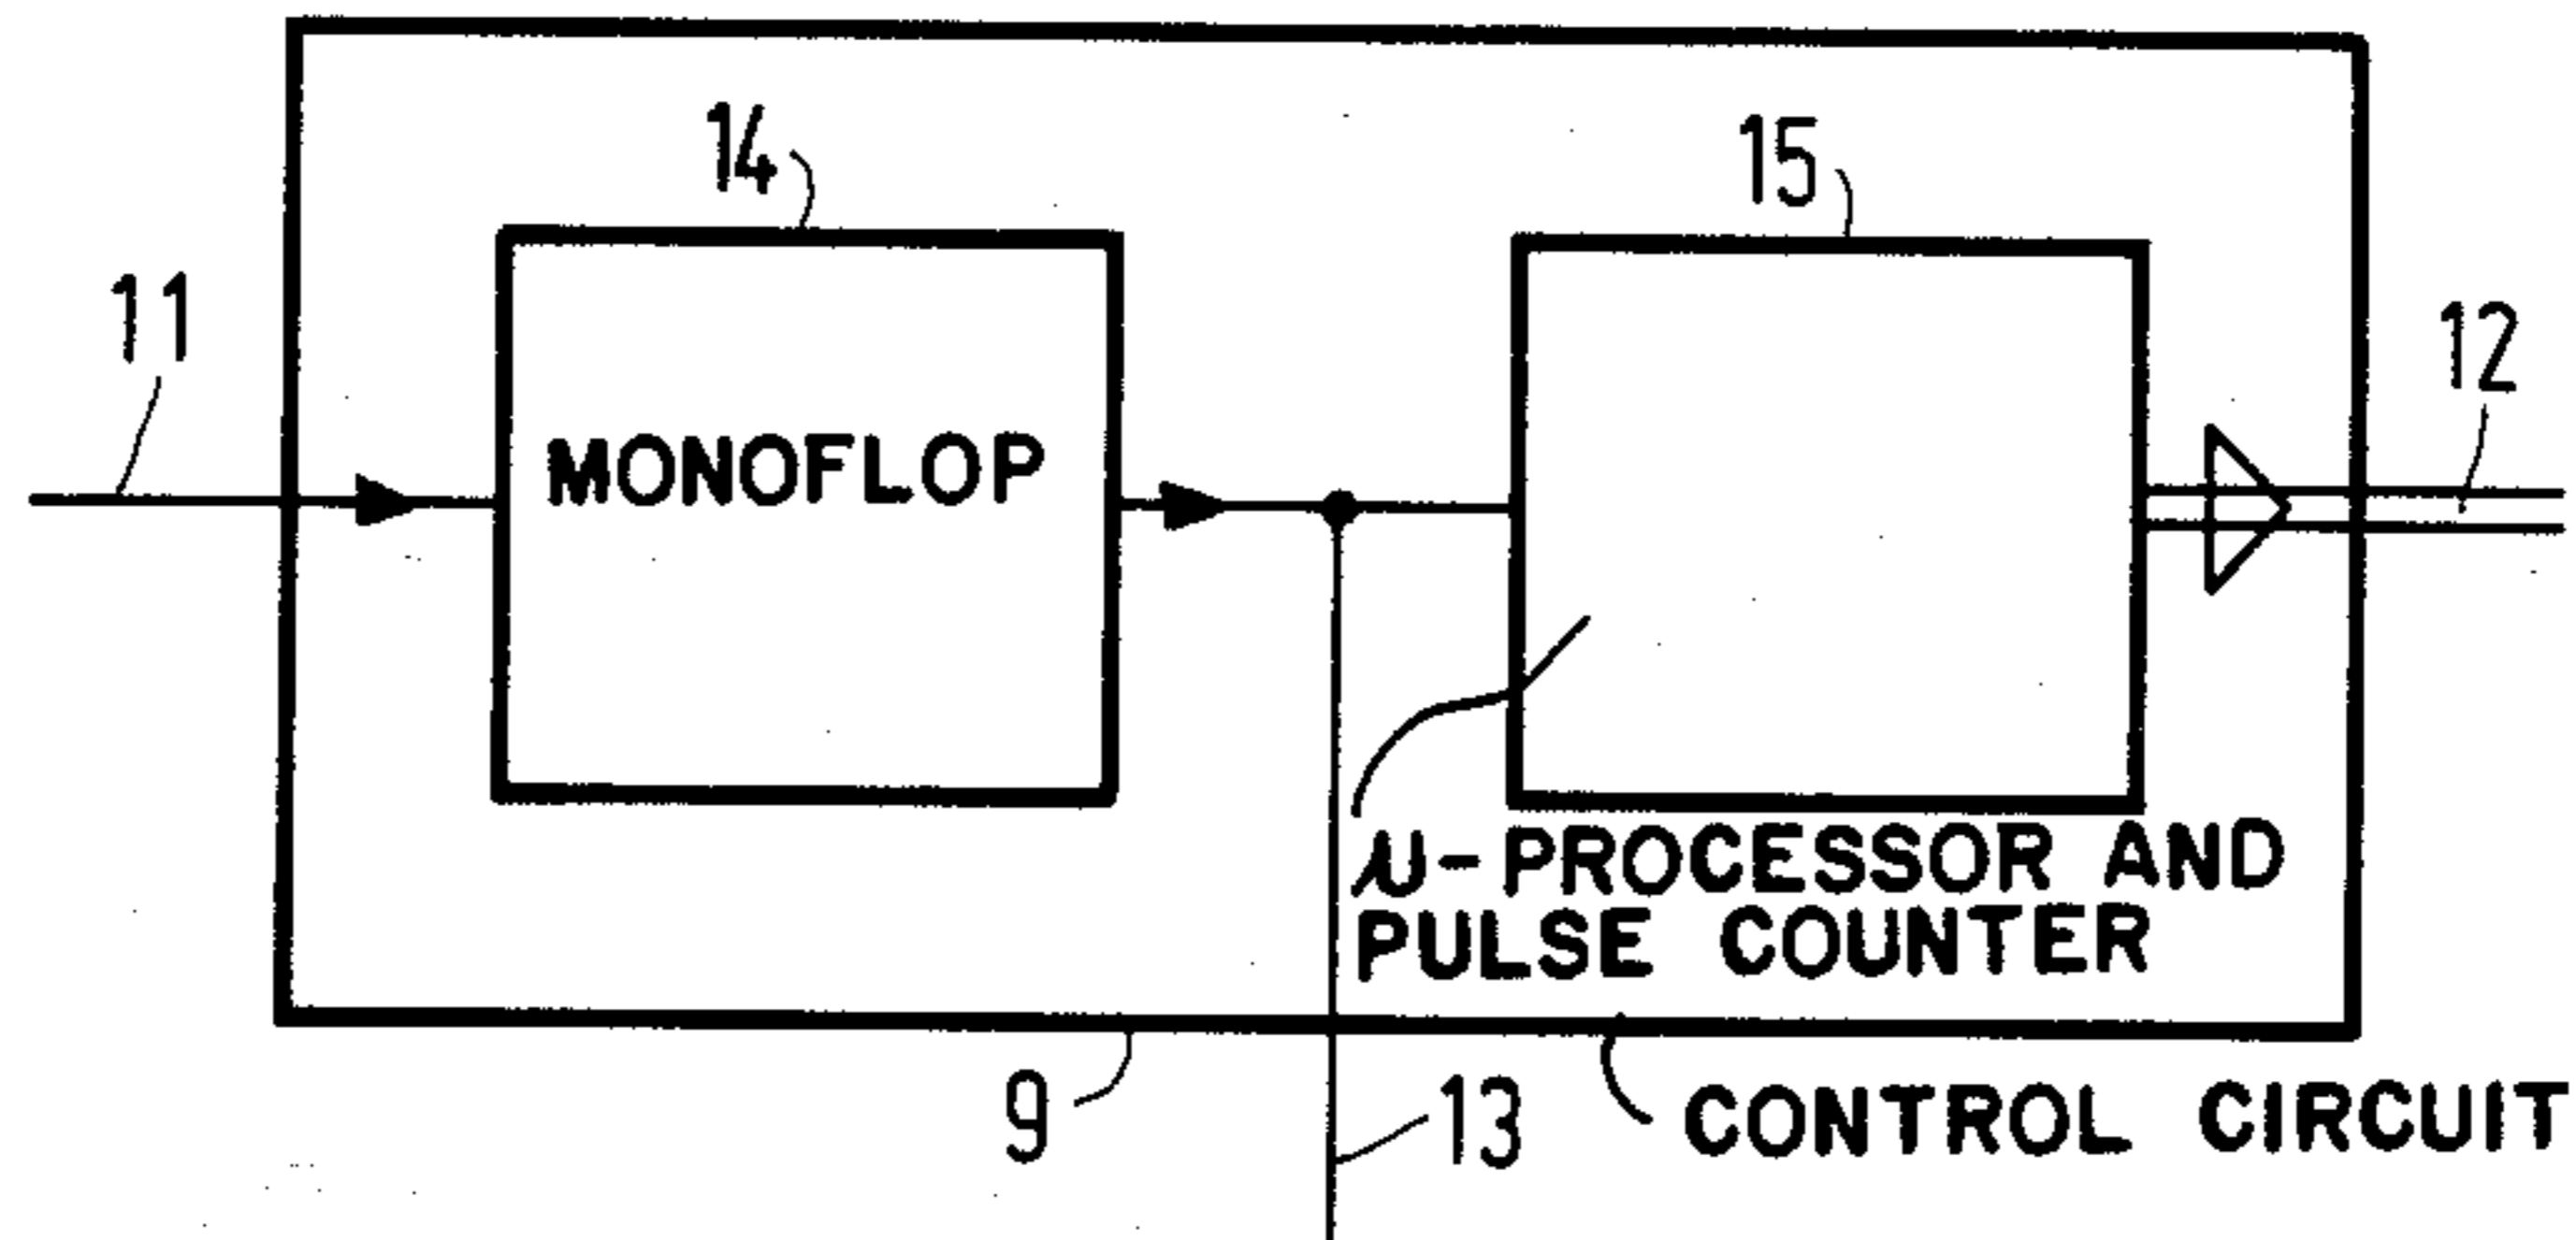 14
15
11
12
MONOFLOP
μ-PROCESSOR AND
PULSE COUNTER
9
13
CONTROL CIRCUIT